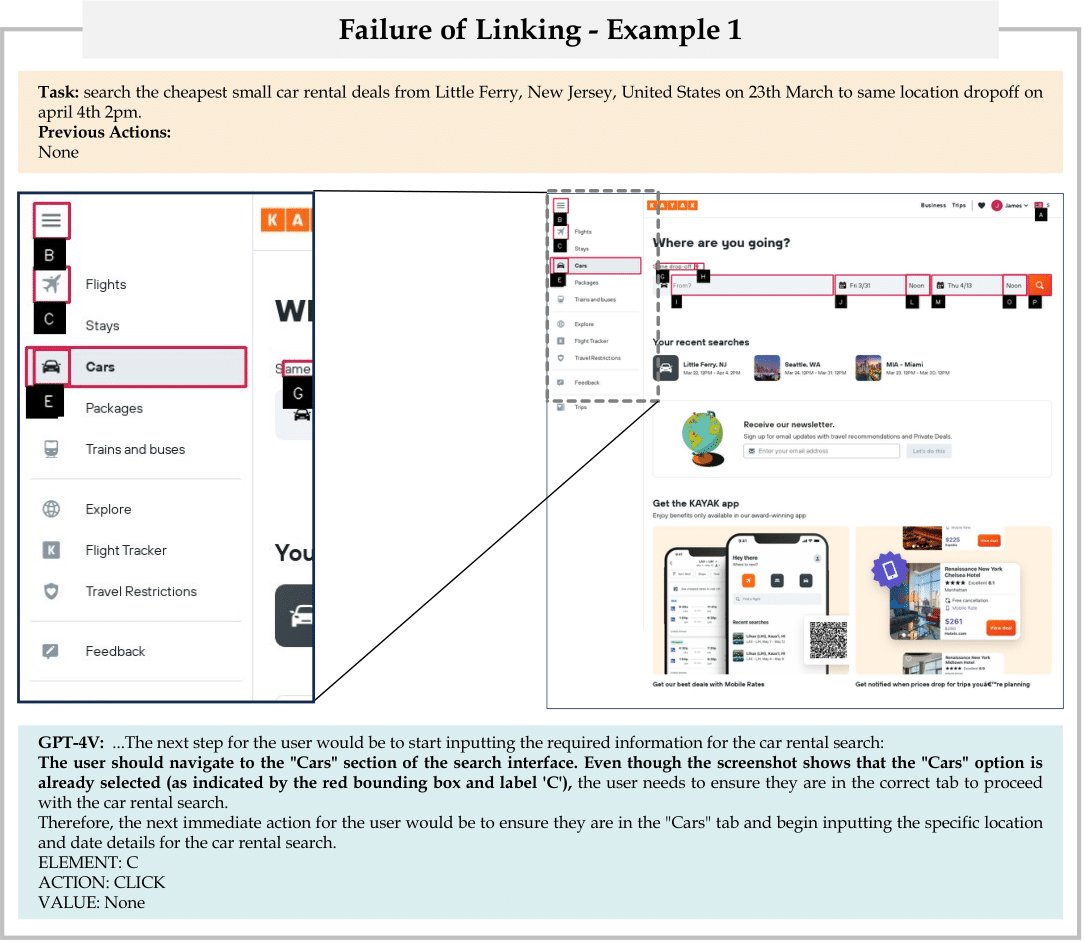 Failure of Linking - Example 1
Task: search the cheapest small car rental deals from Little Ferry, New Jersey, United States on 23th March to same location dropoff on
april 4th 2pm.
Previous Actions:
None
B
Flights
C
Stays
Cars
E
Packages
Trains and buses
Explore
K
Flight Tracker
Travel Restrictions
Feedback
K A
Wh
Same
G
You
KAYAK
Business Trips
J James
A
B
Flights
C
Stays
Cars
E
Packages
Trains and buses
Explore
Flight Tracker
Travel Restrictions
Feedback
Trips
Where are you going?
Same drop-off
G H
From? Fri 3/31 Noon Thu 4/13 Noon
I J L M O P
Your recent searches
Little Ferry, NJ
Mar 23, 12PM - Apr 4, 2PM
Seattle, WA
Mar 24, 12PM - Mar 31, 12PM
MIA - Miami
Mar 23, 12PM - Mar 30, 12PM
Receive our newsletter.
Sign up for email updates with travel recommendations and Private Deals.
Enter your email address Let's do this
Get the KAYAK app
Enjoy benefits only available in our award-winning app
9:41
9:41
Hey there
Where to next?
Find a flight
Recent searches
$225
View deal
Renaissance New York
Chelsea Hotel
Excellent 8.1
Manhattan
Free cancellation
Mobile Rate
$261
Hotels.com
View deal
Renaissance New York
Midtown Hotel
Get our best deals with Mobile Rates
Get notified when prices drop for trips youâ€™re planning
GPT-4V: ...The next step for the user would be to start inputting the required information for the car rental search:
The user should navigate to the "Cars" section of the search interface. Even though the screenshot shows that the "Cars" option is
already selected (as indicated by the red bounding box and label 'C'), the user needs to ensure they are in the correct tab to proceed
with the car rental search.
Therefore, the next immediate action for the user would be to ensure they are in the "Cars" tab and begin inputting the specific location
and date details for the car rental search.
ELEMENT: C
ACTION: CLICK
VALUE: None